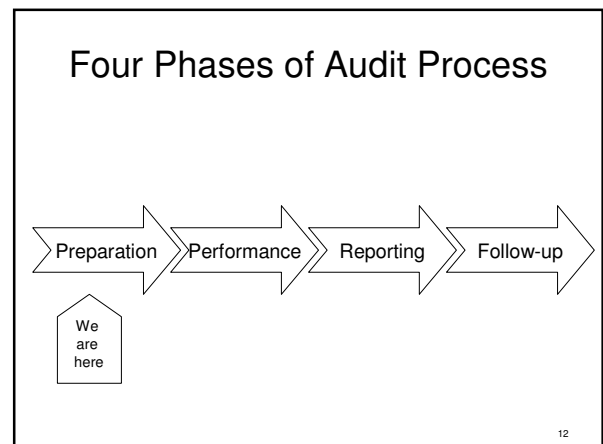 Four Phases of Audit Process
Preparation Performance Reporting Follow-up
We
are
here
12